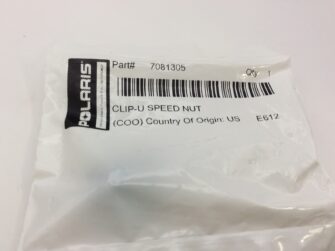 POLARIS
Part# 7081305 Qty 1
CLIP-U SPEED NUT
(COO) Country Of Origin: US E612